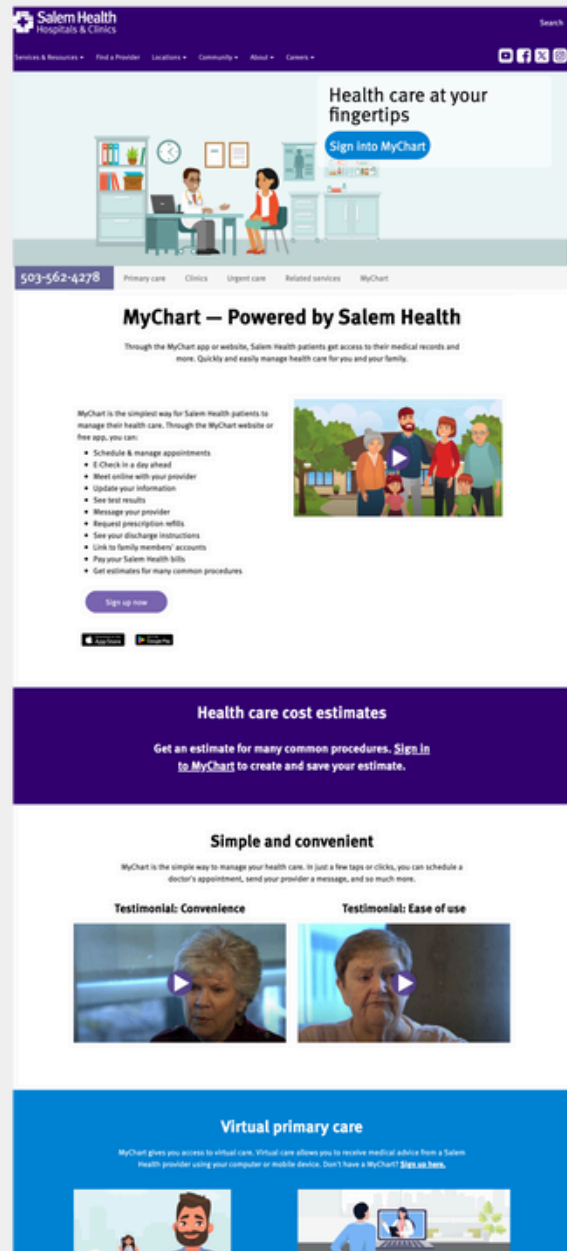 Salem Health
Hospitals & Clinics
Search
Services & Resources
Find a Provider
Locations
Community
About
Careers
Health care at your
fingertips
Sign into MyChart
503-562-4278
Primary care
Clinics
Urgent care
Related services
MyChart
MyChart — Powered by Salem Health
Through the MyChart app or website, Salem Health patients get access to their medical records and
more. Quickly and easily manage health care for you and your family.
MyChart is the simplest way for Salem Health patients to
manage their health care. Through the MyChart website or
free app, you can:
Schedule & manage appointments
E-Check in a day ahead
Meet online with your provider
Update your information
See test results
Message your provider
Request prescription refills
See your discharge instructions
Link to family members' accounts
Pay your Salem Health bills
Get estimates for many common procedures
Sign up now
App Store
Google Play
Health care cost estimates
Get an estimate for many common procedures. Sign in
to MyChart to create and save your estimate.
Simple and convenient
MyChart is the simple way to manage your health care. In just a few taps or clicks, you can schedule a
doctor's appointment, send your provider a message, and so much more.
Testimonial: Convenience
Testimonial: Ease of use
Virtual primary care
MyChart gives you access to virtual care. Virtual care allows you to receive medical advice from a Salem
Health provider using your computer or mobile device. Don't have a MyChart? Sign up here.